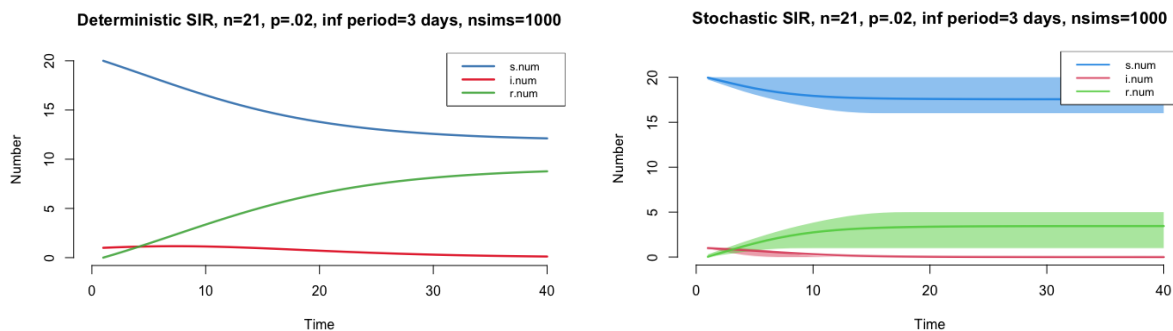 Deterministic SIR, n=21, p=.02, inf period=3 days, nsims=1000
s.num
i.num
r.num
Number
20
15
10
5
0
0 10 20 30 40
Time
Stochastic SIR, n=21, p=.02, inf period=3 days, nsims=1000
s.num
i.num
r.num
Number
20
15
10
5
0
0 10 20 30 40
Time